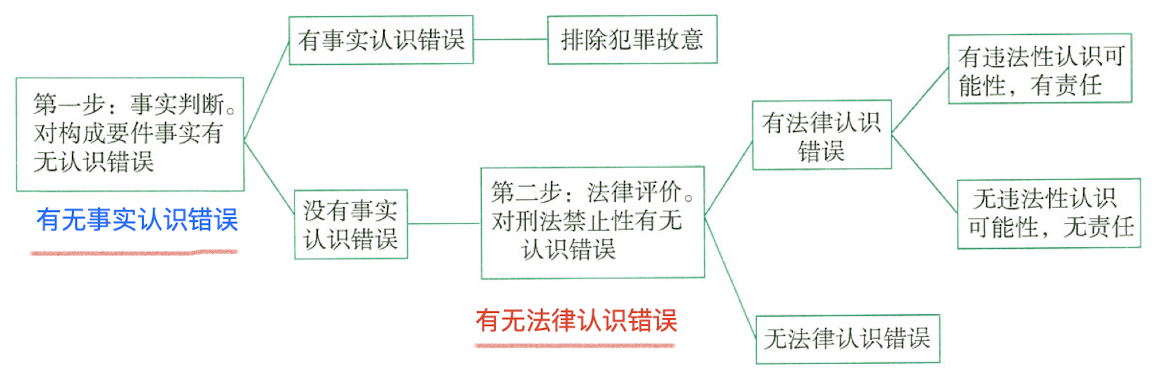 第一步：事实判断。
对构成要件事实有
无认识错误
有无事实认识错误
有事实认识错误
排除犯罪故意
没有事实
认识错误
第二步：法律评价。
对刑法禁止性有无
认识错误
有无法律认识错误
有法律认识
错误
有违法性认识可
能性，有责任
无违法性认识
可能性，无责任
无法律认识错误